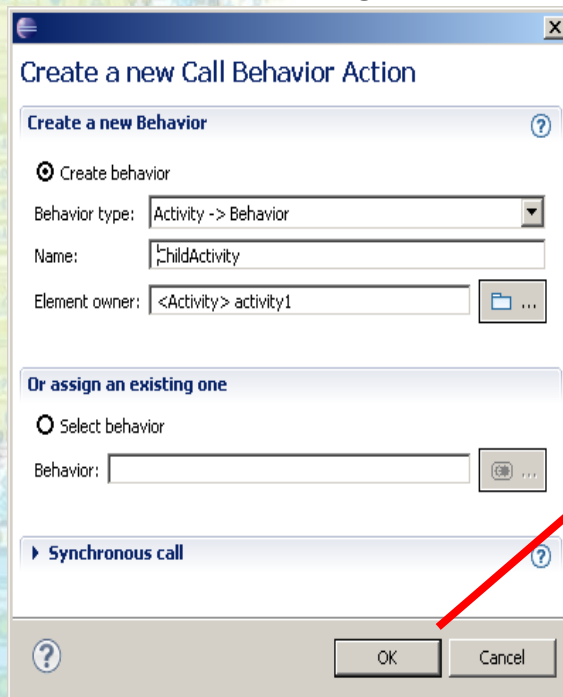 Create a new Call Behavior Action
Create a new Behavior
Create behavior
Behavior type: Activity -> Behavior
Name: ChildActivity
Element owner: <Activity> activity1
...
Or assign an existing one
Select behavior
Behavior:
...
Synchronous call
OK Cancel